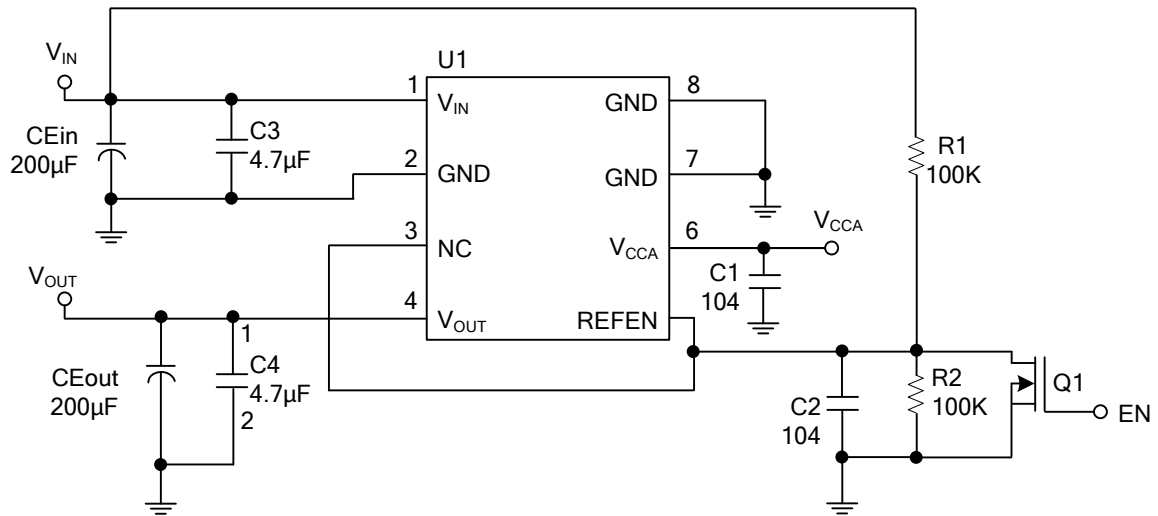 V_IN
U1
1
8
V_IN
GND
CEin
200µF
C3
4.7µF
R1
100K
2
7
GND
GND
3
6
V_CCA
NC
V_CCA
V_OUT
C1
104
4
V_OUT
REFEN
1
CEout
200µF
C4
4.7µF
2
C2
104
R2
100K
Q1
EN